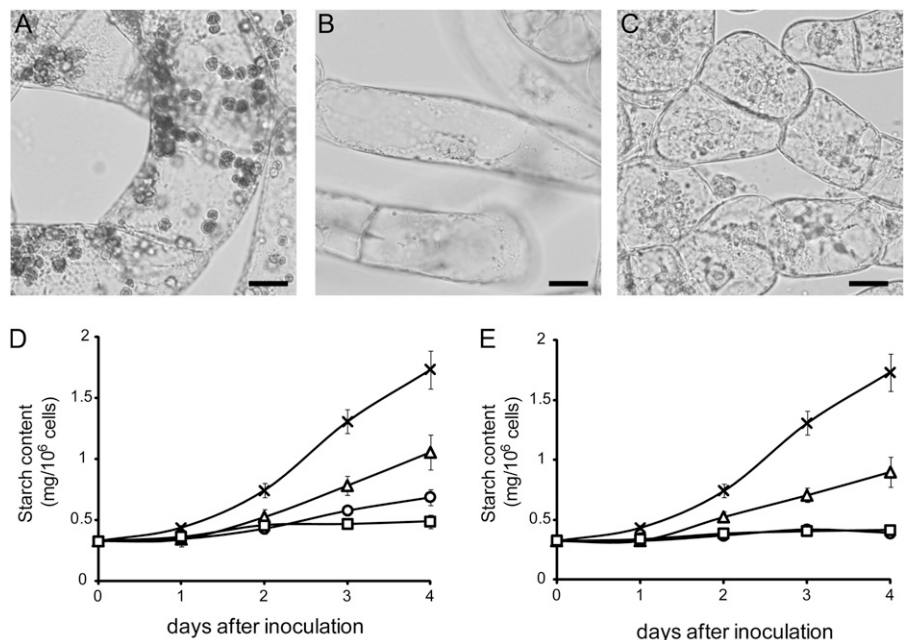 A
B
C
D
2
1.5
1
0.5
0
Starch content
(mg/10⁶ cells)
0 1 2 3 4
days after inoculation
E
2
1.5
1
0.5
0
Starch content
(mg/10⁶ cells)
0 1 2 3 4
days after inoculation